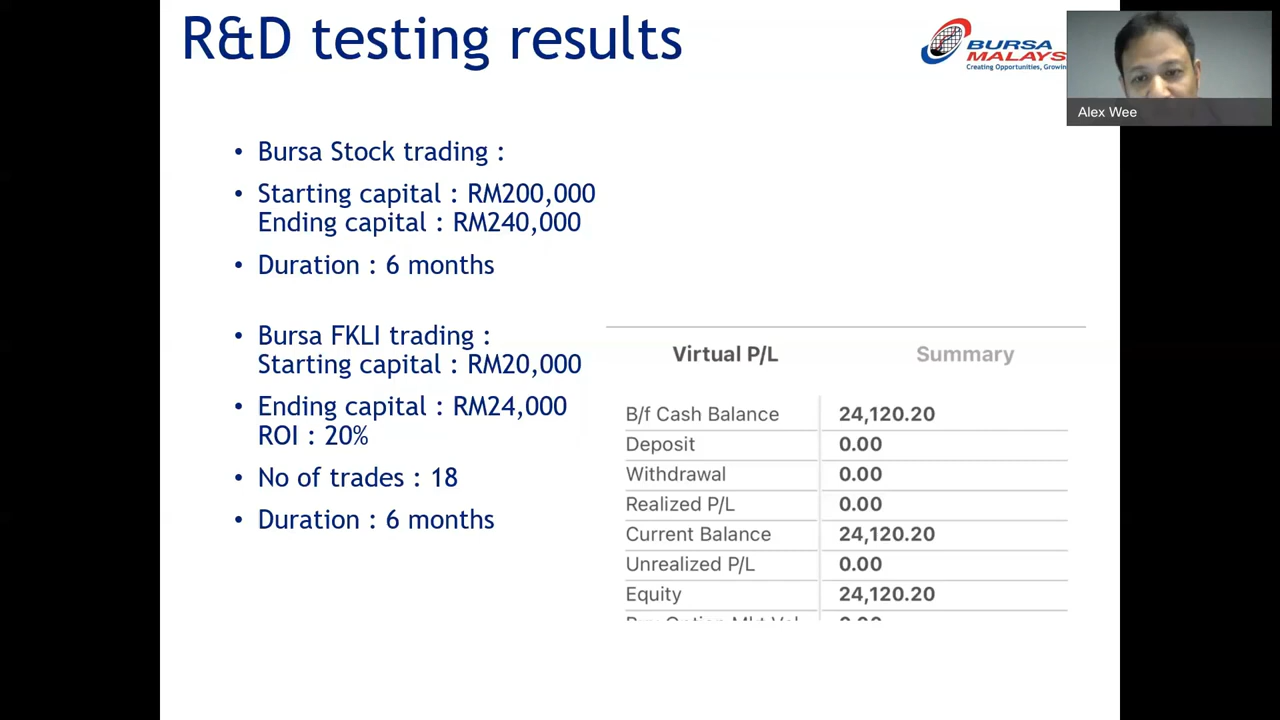 R&D testing results
BURSA
MALAYS
Creating Opportunities, Growin
Alex Wee
• Bursa Stock trading :
• Starting capital : RM200,000
Ending capital : RM240,000
• Duration : 6 months
• Bursa FKLI trading :
Starting capital : RM20,000
• Ending capital : RM24,000
ROI : 20%
• No of trades : 18
• Duration : 6 months
Virtual P/L Summary
B/f Cash Balance 24,120.20
Deposit 0.00
Withdrawal 0.00
Realized P/L 0.00
Current Balance 24,120.20
Unrealized P/L 0.00
Equity 24,120.20